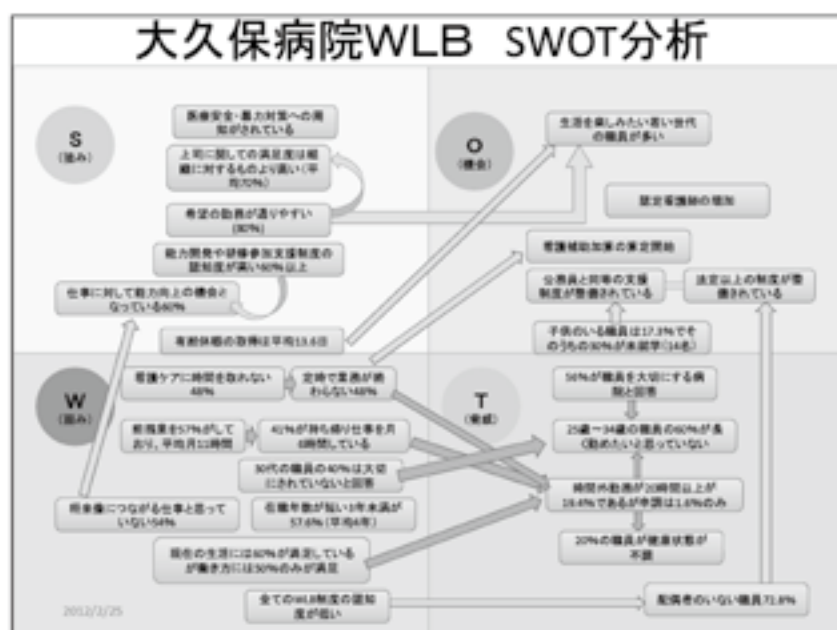 大久保病院WLB SWOT分析
S
(強み)
医療安全・暴力対策への周
知がされている
上司に関しての満足度は組
織に対するものより高い(平
均70%)
希望の勤務が通りやすい
(80%)
能力開発や研修参加支援制度の
認知度が高い60%以上
仕事に対して能力向上の機会と
なっている60%
有給休暇の取得は平均13.6日
O
(機会)
生活を楽しみたい若い世代
の職員が多い
認定看護師の増加
看護補助加算の算定開始
公務員と同等の支援
制度が整備されている
法定以上の制度が整
備されている
子供のいる職員は17.3%でそ
のうちの90%が未就学(14名)
W
(弱み)
看護ケアに時間を取れない
48%
定時で業務が終
わらない48%
前残業を57%がして
おり、平均月11時間
41%が持ち帰り仕事を月
6時間している
30代の職員の40%は大切
にされていないと回答
将来像につながる仕事と思って
いない54%
在職年数が短い3年未満が
57.6%(平均4年)
現在の生活には60%が満足している
が働き方には50%のみが満足
全てのWLB制度の認知
度が低い
2012/2/25
T
(脅威)
56%が職員を大切にする病
院と回答
25歳~34歳の職員の60%が長
く勤めたいと思っていない
時間外勤務が20時間以上が
19.4%であるが申請は1.6%のみ
20%の職員が健康状態が
不調
配偶者のいない職員71.8%